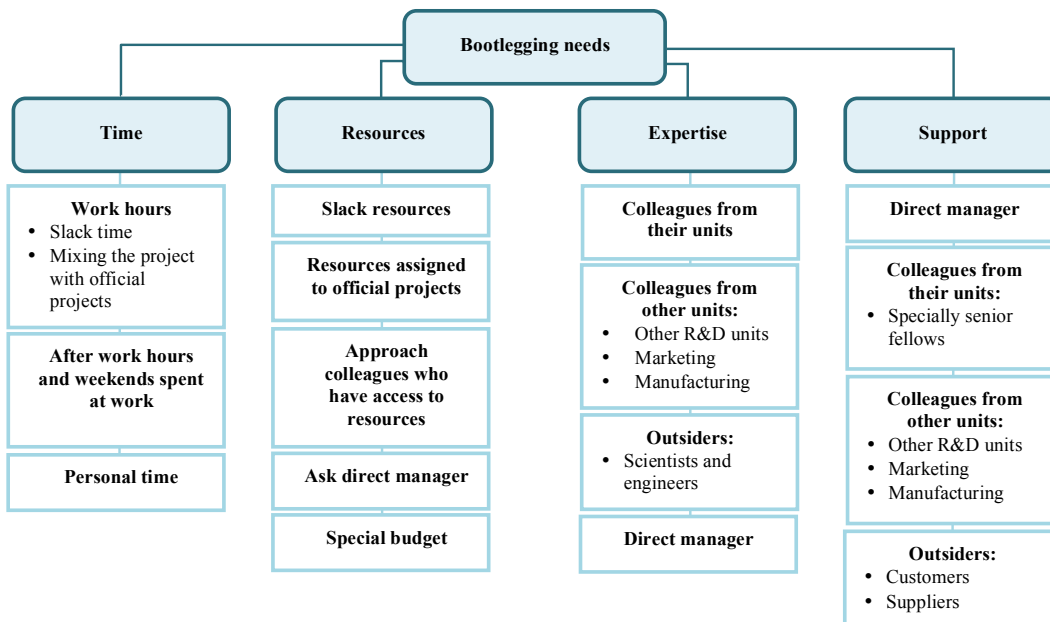 Bootlegging needs
Time
Work hours
• Slack time
• Mixing the project
with official
projects
After work hours
and weekends spent
at work
Personal time
Resources
Slack resources
Resources assigned
to official projects
Approach
colleagues who
have access to
resources
Ask direct manager
Special budget
Expertise
Colleagues from
their units
Colleagues from
other units:
• Other R&D units
• Marketing
• Manufacturing
Outsiders:
• Scientists and
engineers
Direct manager
Support
Direct manager
Colleagues from
their units:
• Specially senior
fellows
Colleagues from
other units:
• Other R&D units
• Marketing
• Manufacturing
Outsiders:
• Customers
• Suppliers